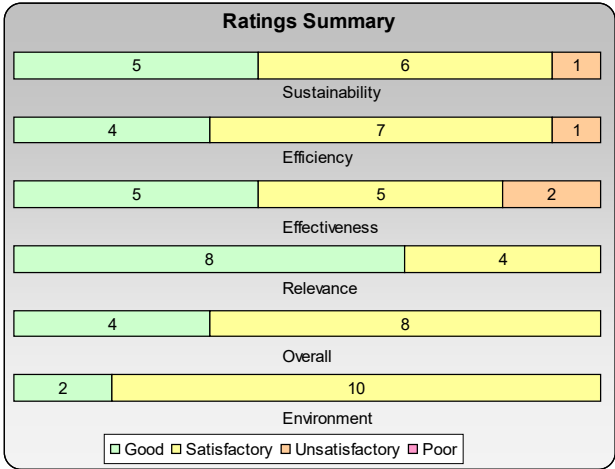 Ratings Summary
5 6 1
Sustainability
4 7 1
Efficiency
5 5 2
Effectiveness
8 4
Relevance
4 8
Overall
2 10
Environment
Good Satisfactory Unsatisfactory Poor